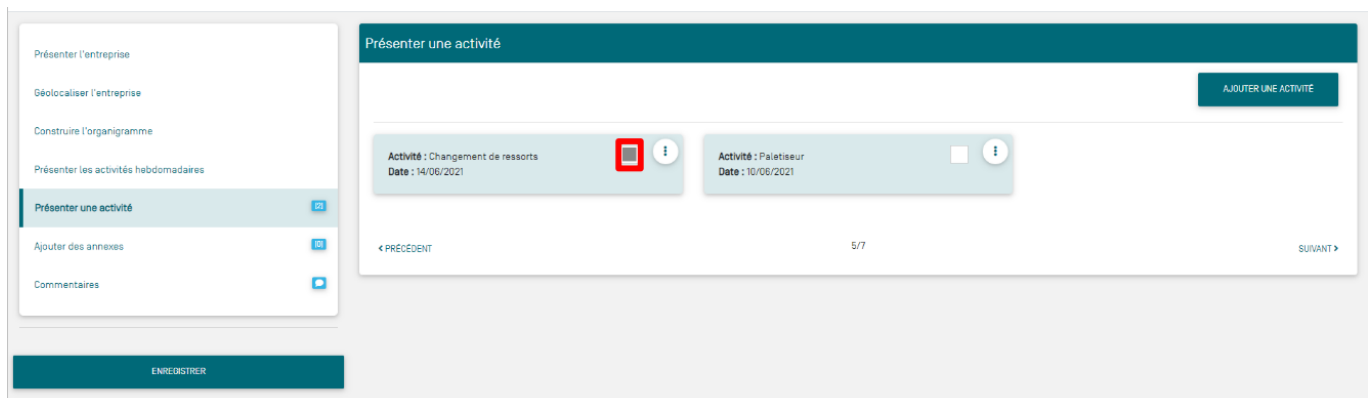 Présenter l'entreprise
Géolocaliser l'entreprise
Construire l'organigramme
Présenter les activités hebdomadaires
Présenter une activité
Ajouter des annexes
Commentaires
ENREGISTRER
Présenter une activité
AJOUTER UNE ACTIVITÉ
Activité : Changement de ressorts
Date : 14/06/2021
Activité : Paletiseur
Date : 10/06/2021
PRÉCÉDENT
5/7
SUIVANT